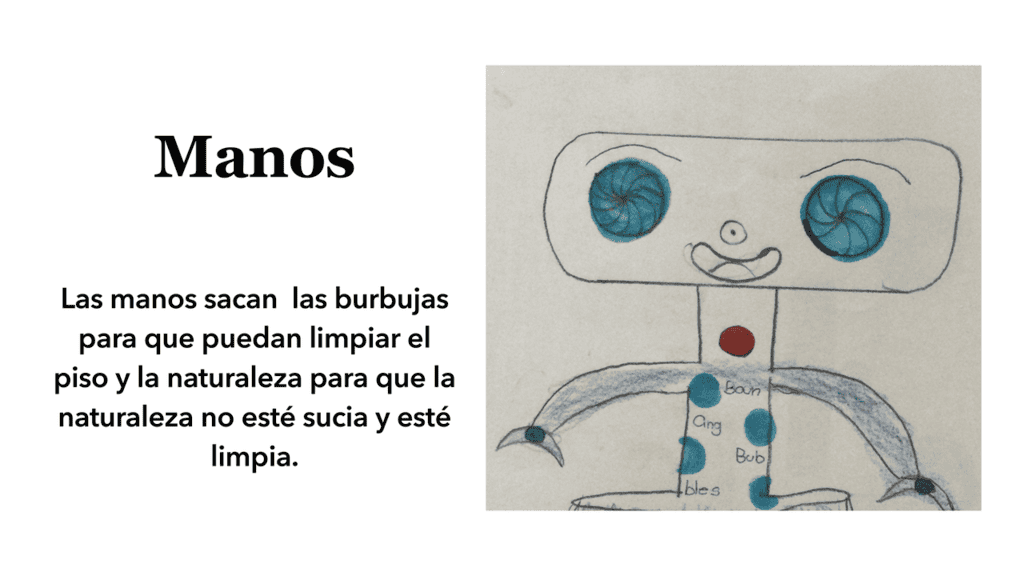 Manos
Las manos sacan  las burbujas
para que puedan limpiar el
piso y la naturaleza para que la
naturaleza no esté sucia y esté
limpia.
Boun
cing
Bub
bles